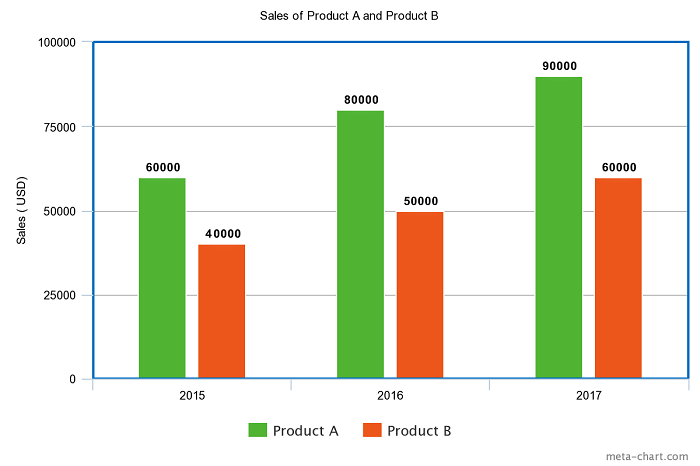 Sales of Product A and Product B
100000
75000
50000
25000
0
Sales ( USD)
60000
40000
80000
50000
90000
60000
2015
2016
2017
Product A
Product B
meta-chart.com